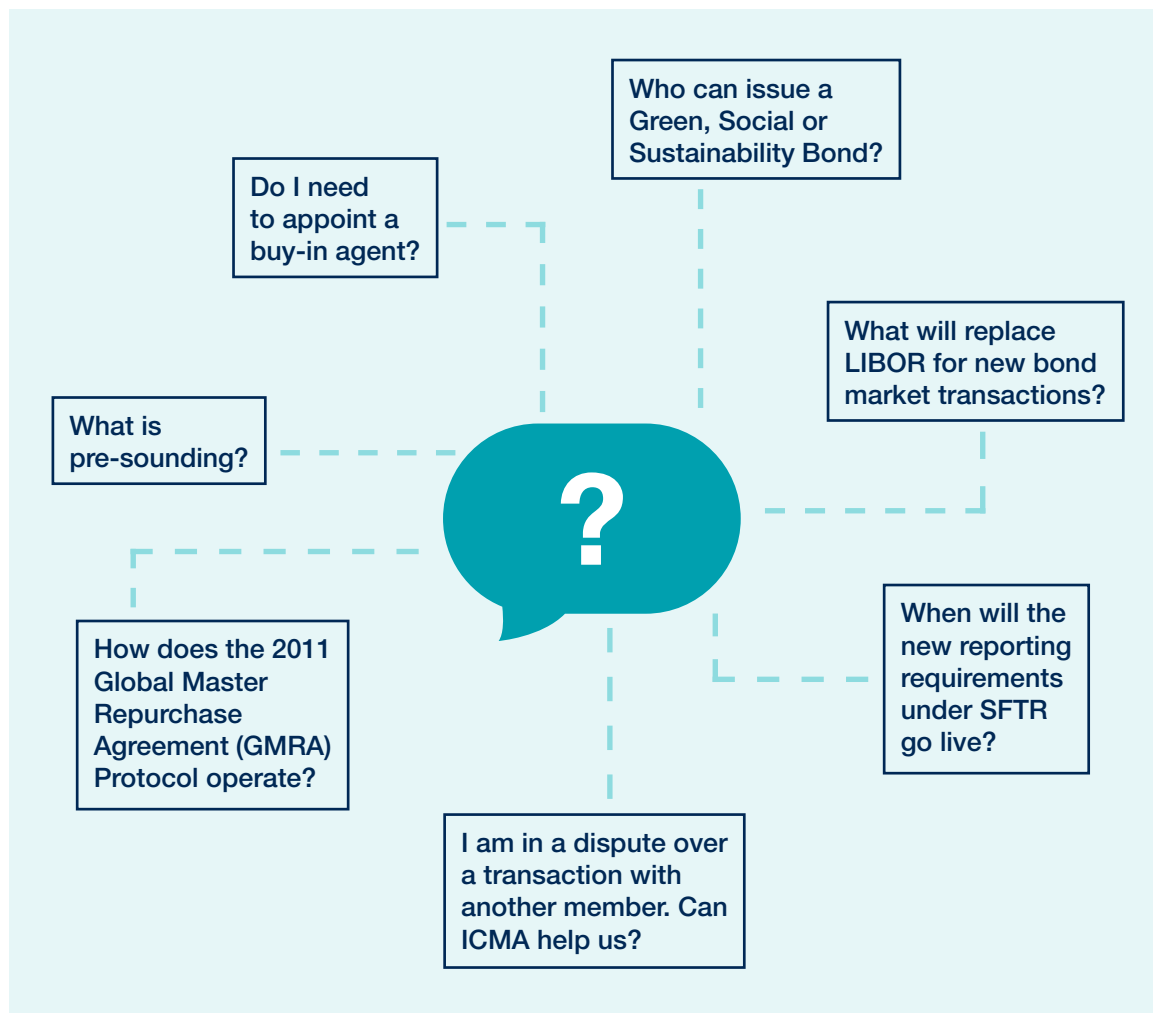 Who can issue a
Green, Social or
Sustainability Bond?
Do I need
to appoint a
buy-in agent?
What will replace
LIBOR for new bond
market transactions?
What is
pre-sounding?
?
When will the
new reporting
requirements
under SFTR
go live?
How does the 2011
Global Master
Repurchase
Agreement (GMRA)
Protocol operate?
I am in a dispute over
a transaction with
another member. Can
ICMA help us?